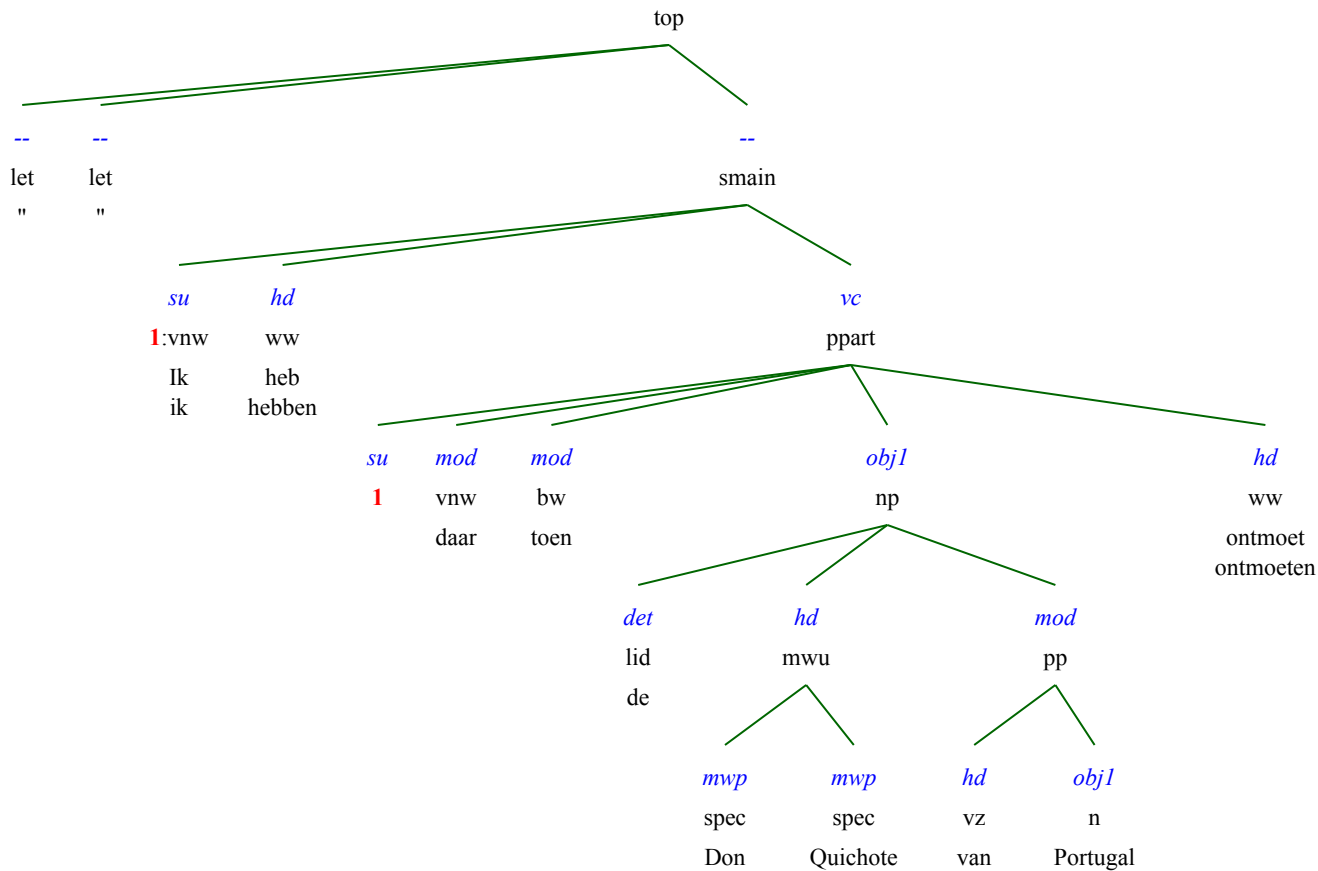 top
-- -- --
let let smain
" "
su hd vc
1:vnw ww ppart
Ik heb
ik hebben
su mod mod obj1 hd
1 vnw bw np ww
daar toen ontmoet
ontmoeten
det hd mod
lid mwu pp
de
mwp mwp hd obj1
spec spec vz n
Don Quichote van Portugal